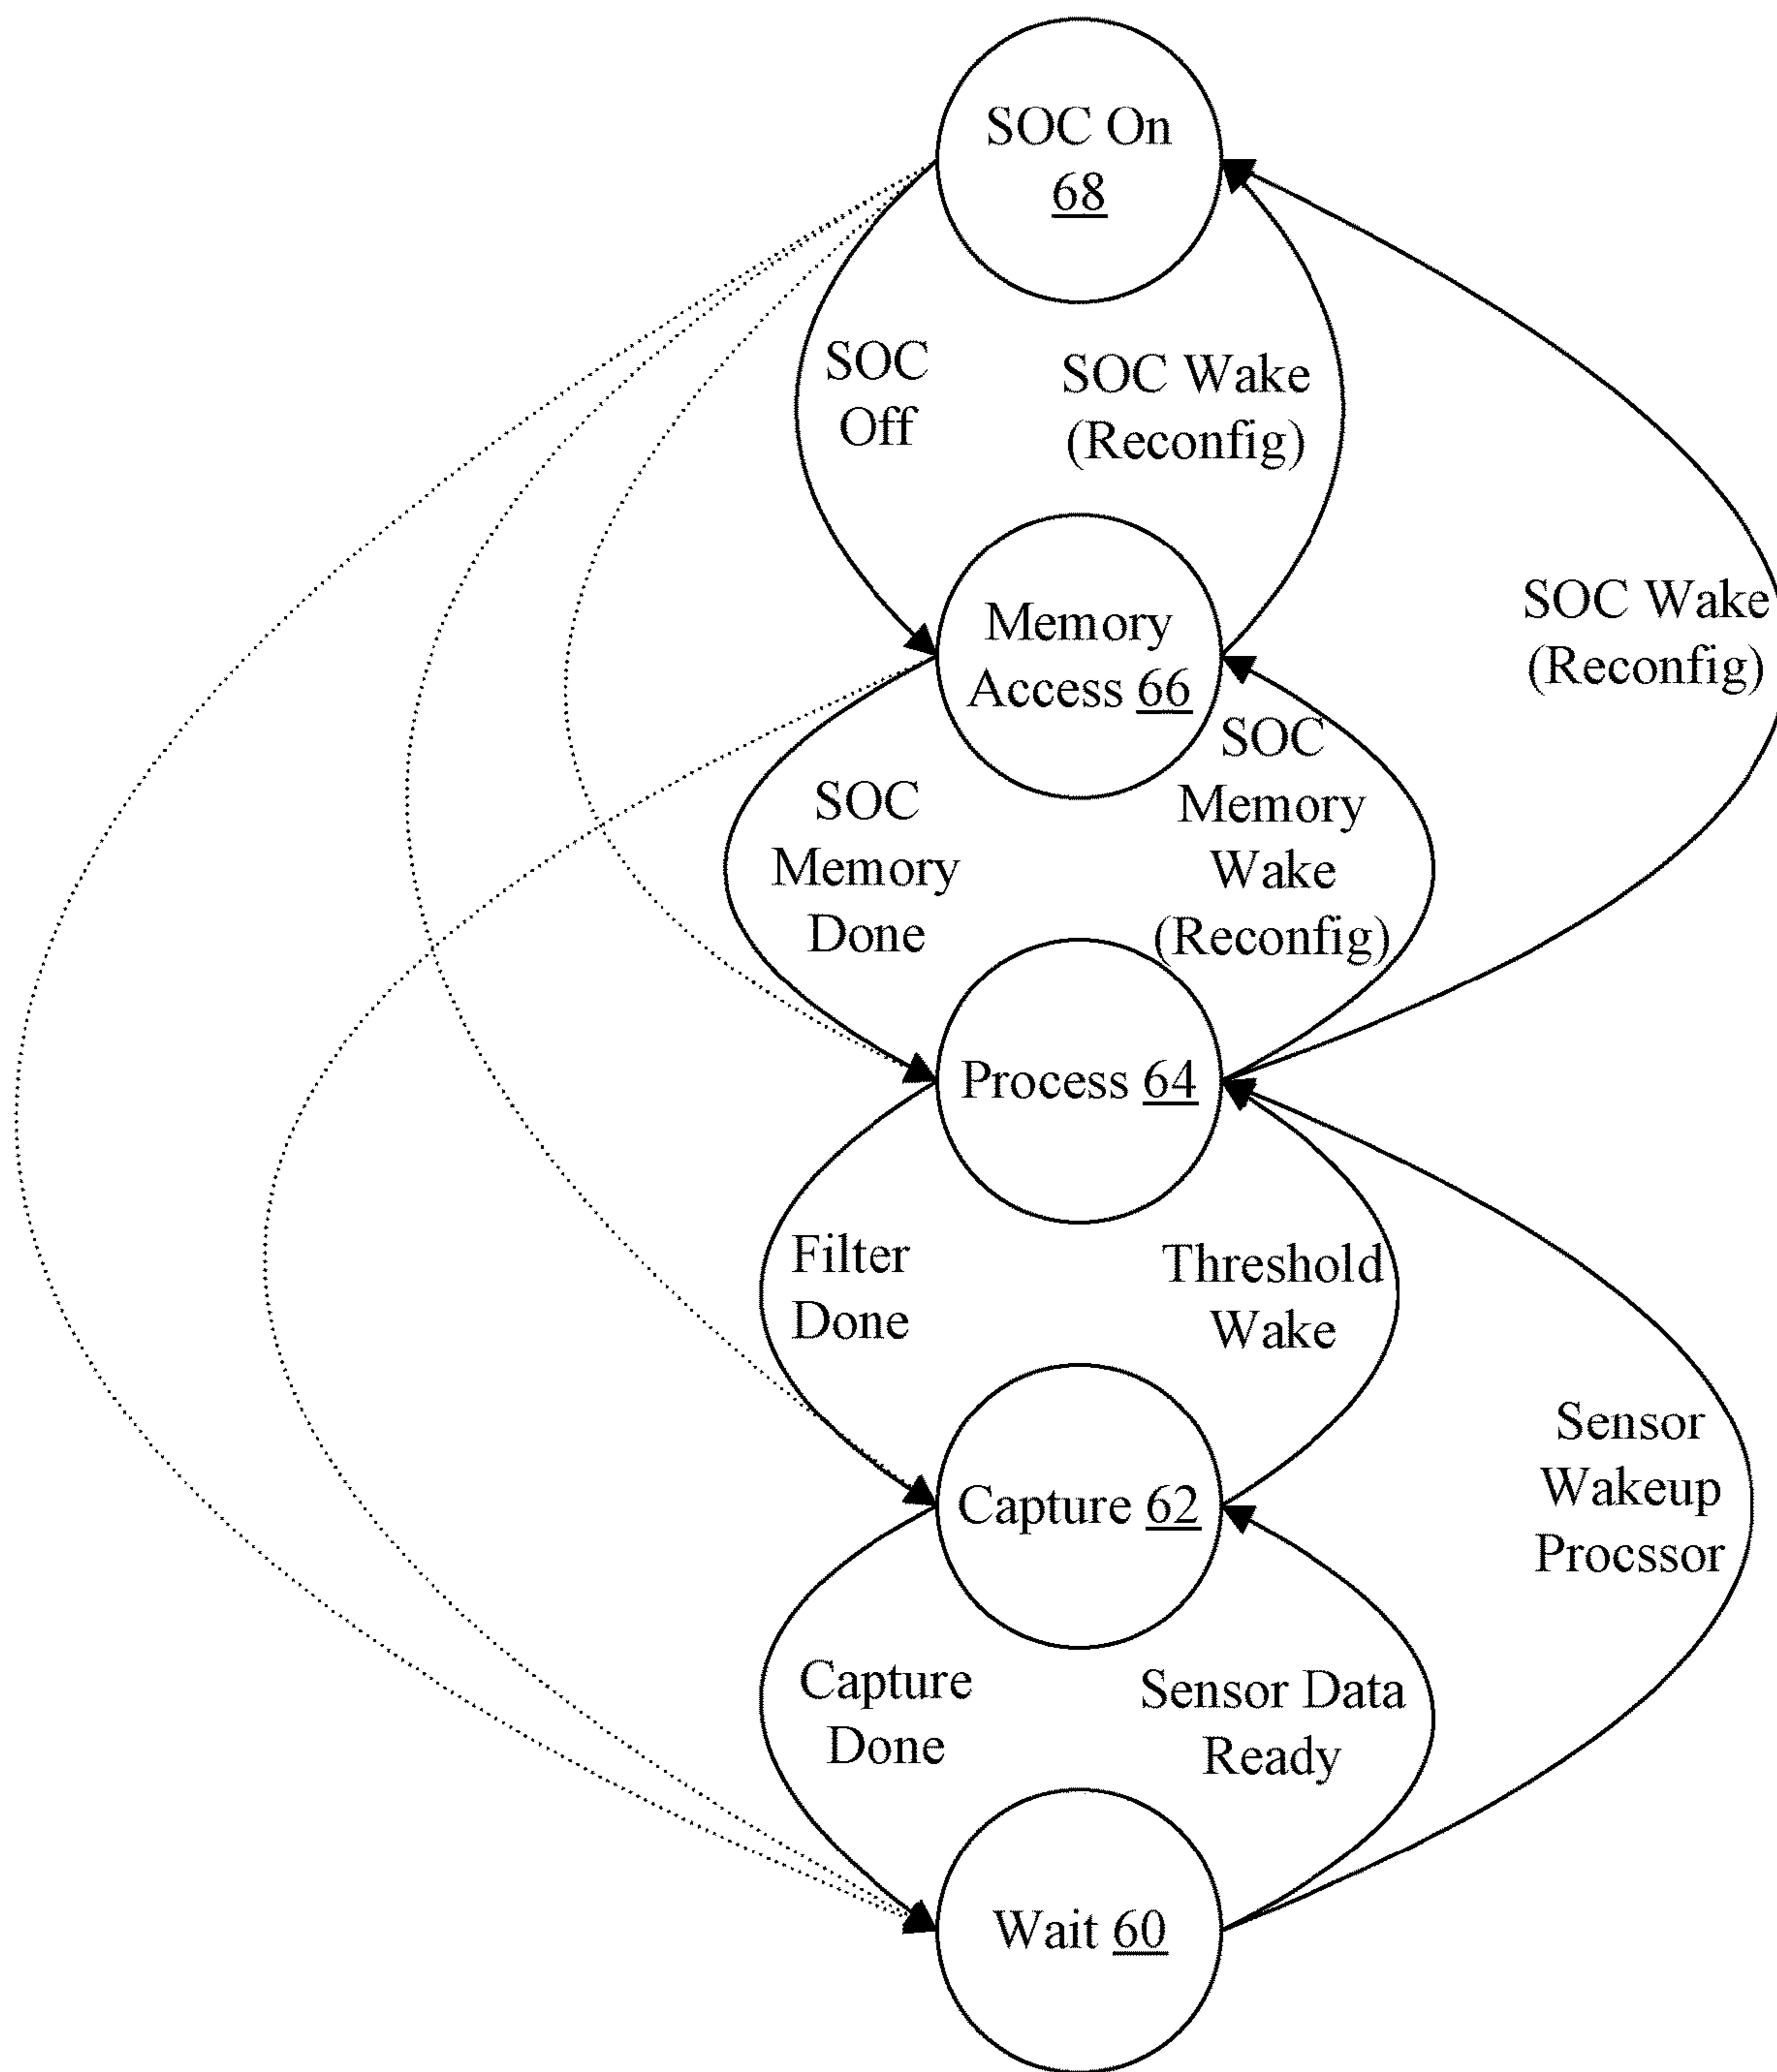 SOC On
68
SOC
Off
SOC Wake
(Reconfig)
SOC Wake
(Reconfig)
Memory
Access 66
SOC
Memory
Done
SOC
Memory
Wake
(Reconfig)
Process 64
Filter
Done
Threshold
Wake
Sensor
Wakeup
Procssor
Capture 62
Capture
Done
Sensor Data
Ready
Wait 60